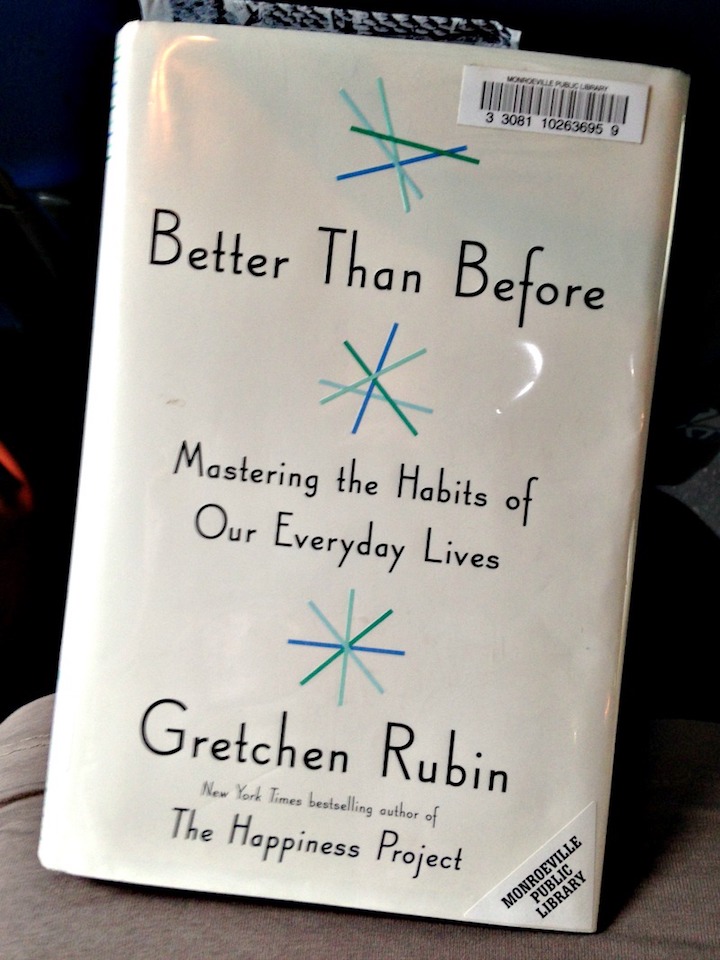 MONROEVILLE PUBLIC LIBRARY
3 3081 10263695 9
Better Than Before
Mastering the Habits of
Our Everyday Lives
Gretchen Rubin
New York Times bestselling author of
The Happiness Project
MONROEVILLE
PUBLIC
LIBRARY